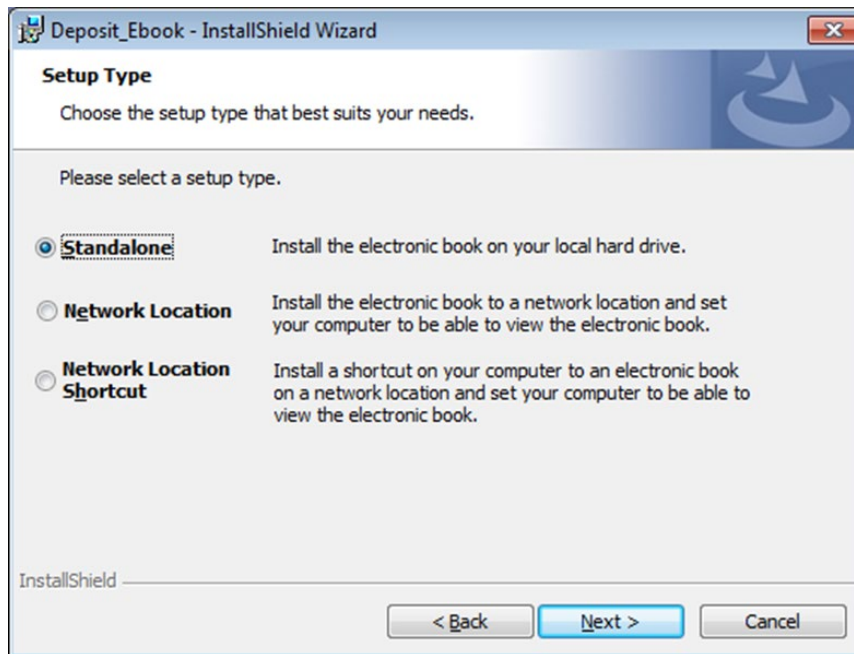 Deposit_Ebook - InstallShield Wizard
Setup Type
Choose the setup type that best suits your needs.
Please select a setup type.
Standalone
Install the electronic book on your local hard drive.
Network Location
Install the electronic book to a network location and set
your computer to be able to view the electronic book.
Network Location
Shortcut
Install a shortcut on your computer to an electronic book
on a network location and set your computer to be able to
view the electronic book.
InstallShield
< Back
Next >
Cancel